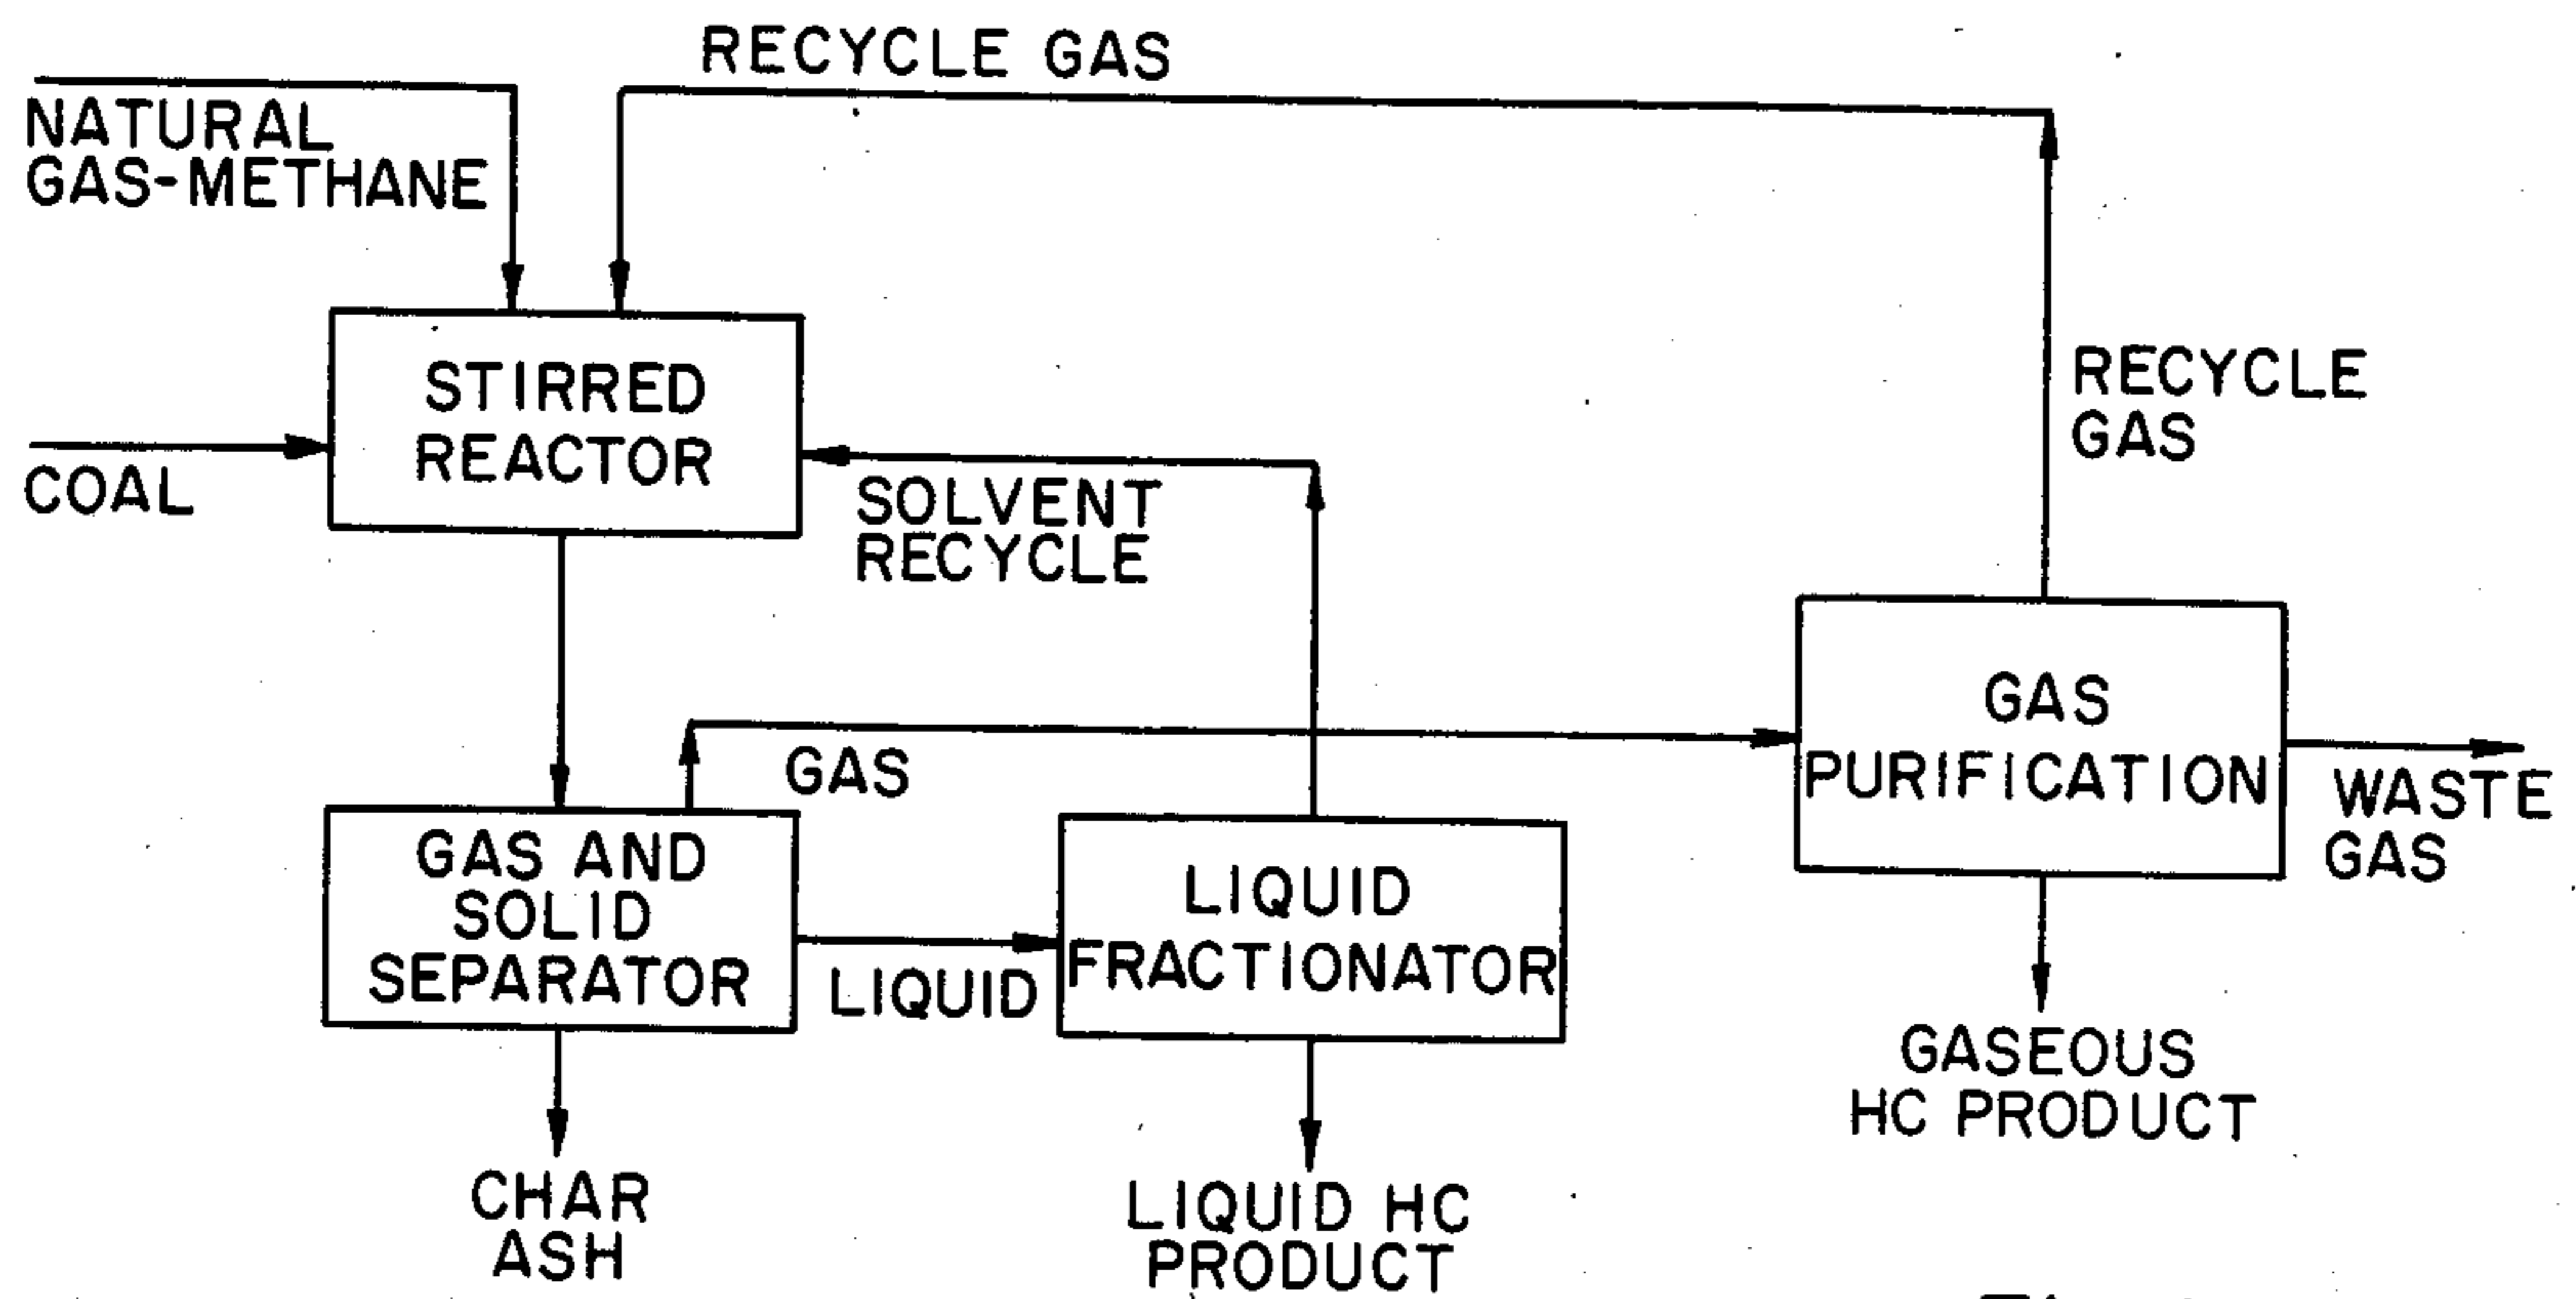 RECYCLE GAS
NATURAL
GAS-METHANE
STIRRED
REACTOR
COAL
SOLVENT
RECYCLE
RECYCLE
GAS
GAS
PURIFICATION
WASTE
GAS
GAS
GAS AND
SOLID
SEPARATOR
LIQUID
LIQUID
FRACTIONATOR
GASEOUS
HC PRODUCT
CHAR
ASH
LIQUID HC
PRODUCT